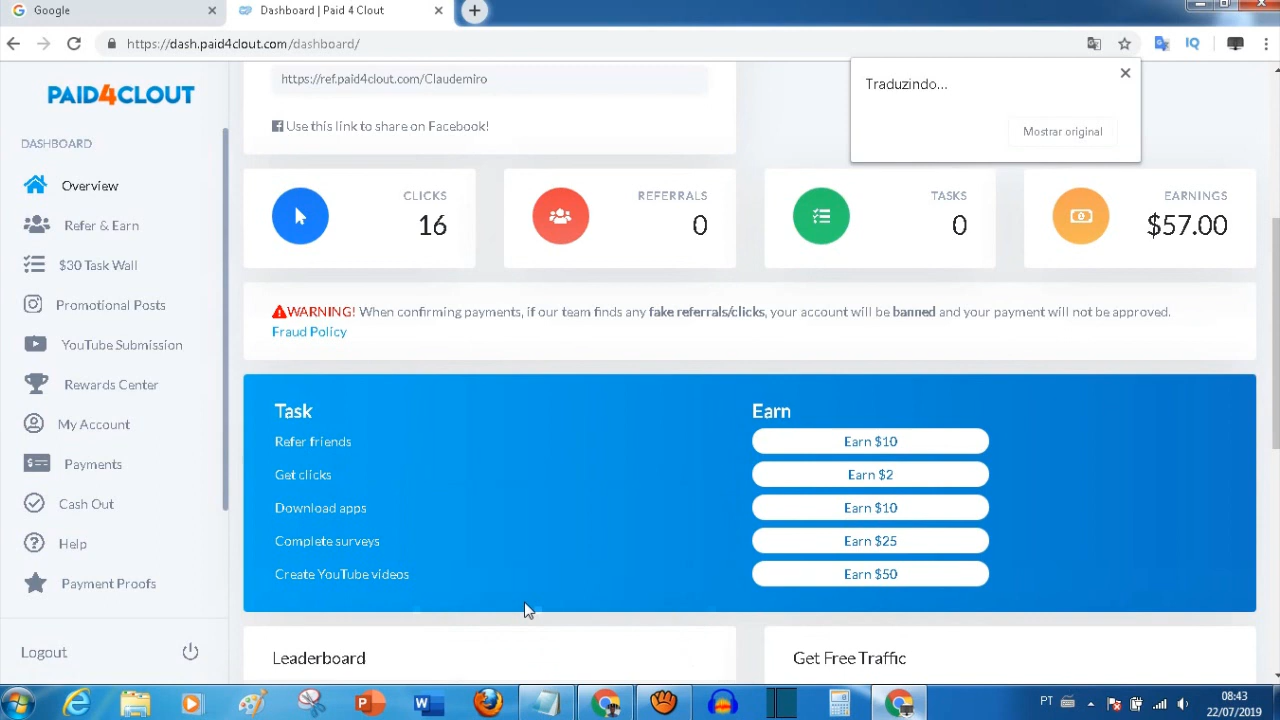 Google
Dashboard | Paid 4 Clout
https://dash.paid4clout.com/dashboard/
PAID4CLOUT
DASHBOARD
Overview
Refer & Earn
$30 Task Wall
Promotional Posts
YouTube Submission
Rewards Center
My Account
Payments
Cash Out
Help
Payment Proofs
Logout
https://ref.paid4clout.com/Claudemiro
Use this link to share on Facebook!
Traduzindo...
Mostrar original
CLICKS
16
REFERRALS
0
TASKS
0
EARNINGS
$57.00
WARNING! When confirming payments, if our team finds any fake referrals/clicks, your account will be banned and your payment will not be approved.
Fraud Policy
Task Earn
Refer friends Earn $10
Get clicks Earn $2
Download apps Earn $10
Complete surveys Earn $25
Create YouTube videos Earn $50
Leaderboard
Get Free Traffic
PT
08:43
22/07/2019